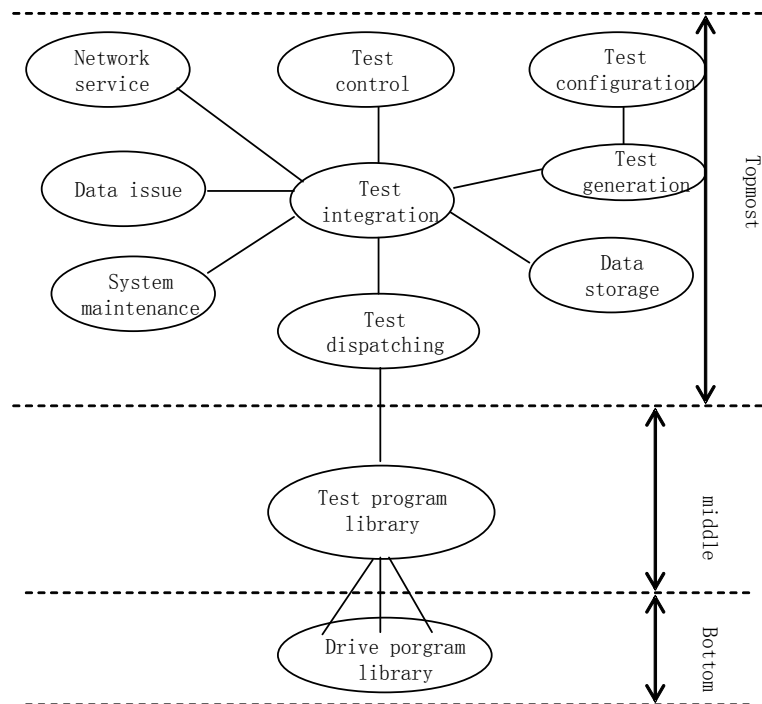 Network
service
Test
control
Test
configuration
Test
generation
Data issue
Test
integration
System
maintenance
Data
storage
Test
dispatching
Topmost
Test program
library
middle
Drive porgram
library
Bottom